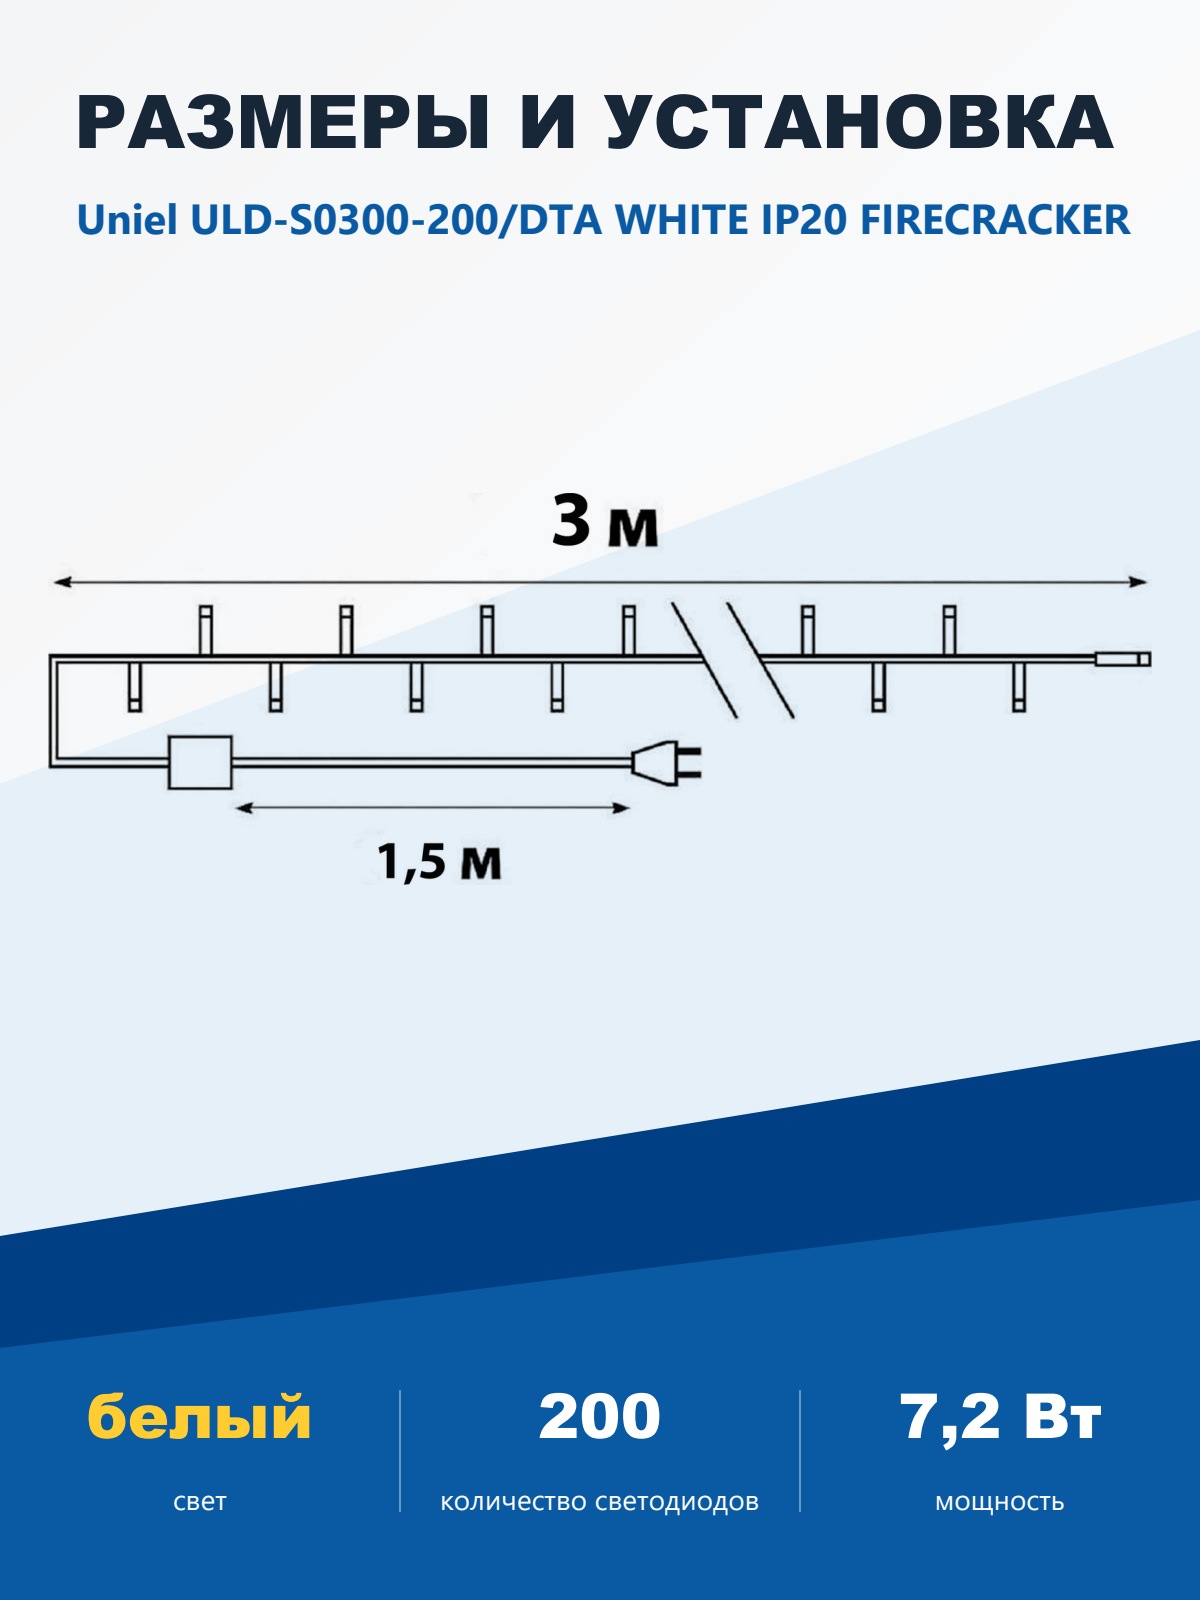 РАЗМЕРЫ И УСТАНОВКА
Uniel ULD-S0300-200/DTA WHITE IP20 FIRECRACKER
3 м
1,5 м
белый
свет
200
количество светодиодов
7,2 Вт
мощность